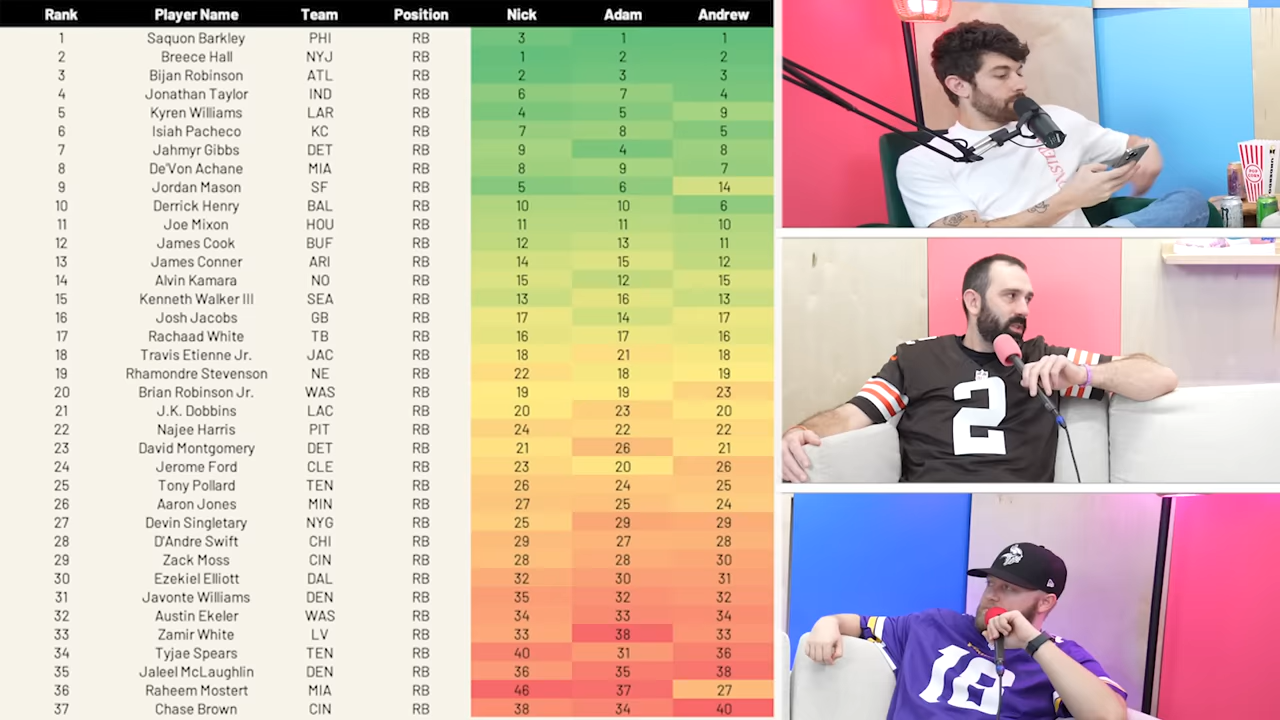 Rank Player Name Team Position Nick Adam Andrew
1 Saquon Barkley PHI RB 3 1 1
2 Breece Hall NYJ RB 1 2 2
3 Bijan Robinson ATL RB 2 3 3
4 Jonathan Taylor IND RB 6 7 4
5 Kyren Williams LAR RB 4 5 9
6 Isiah Pacheco KC RB 7 8 5
7 Jahmyr Gibbs DET RB 9 4 8
8 De'Von Achane MIA RB 8 9 7
9 Jordan Mason SF RB 5 6 14
10 Derrick Henry BAL RB 10 10 6
11 Joe Mixon HOU RB 11 11 10
12 James Cook BUF RB 12 13 11
13 James Conner ARI RB 14 15 12
14 Alvin Kamara NO RB 15 12 15
15 Kenneth Walker III SEA RB 13 16 13
16 Josh Jacobs GB RB 17 14 17
17 Rachaad White TB RB 16 17 16
18 Travis Etienne Jr. JAC RB 18 21 18
19 Rhamondre Stevenson NE RB 22 18 19
20 Brian Robinson Jr. WAS RB 19 19 23
21 J.K. Dobbins LAC RB 20 23 20
22 Najee Harris PIT RB 24 22 22
23 David Montgomery DET RB 21 26 21
24 Jerome Ford CLE RB 23 20 26
25 Tony Pollard TEN RB 26 24 25
26 Aaron Jones MIN RB 27 25 24
27 Devin Singletary NYG RB 25 29 29
28 D'Andre Swift CHI RB 29 27 28
29 Zack Moss CIN RB 28 28 30
30 Ezekiel Elliott DAL RB 32 30 31
31 Javonte Williams DEN RB 35 32 32
32 Austin Ekeler WAS RB 34 33 34
33 Zamir White LV RB 33 38 33
34 Tyjae Spears TEN RB 40 31 36
35 Jaleel McLaughlin DEN RB 36 35 38
36 Raheem Mostert MIA RB 46 37 27
37 Chase Brown CIN RB 38 34 40
2
18